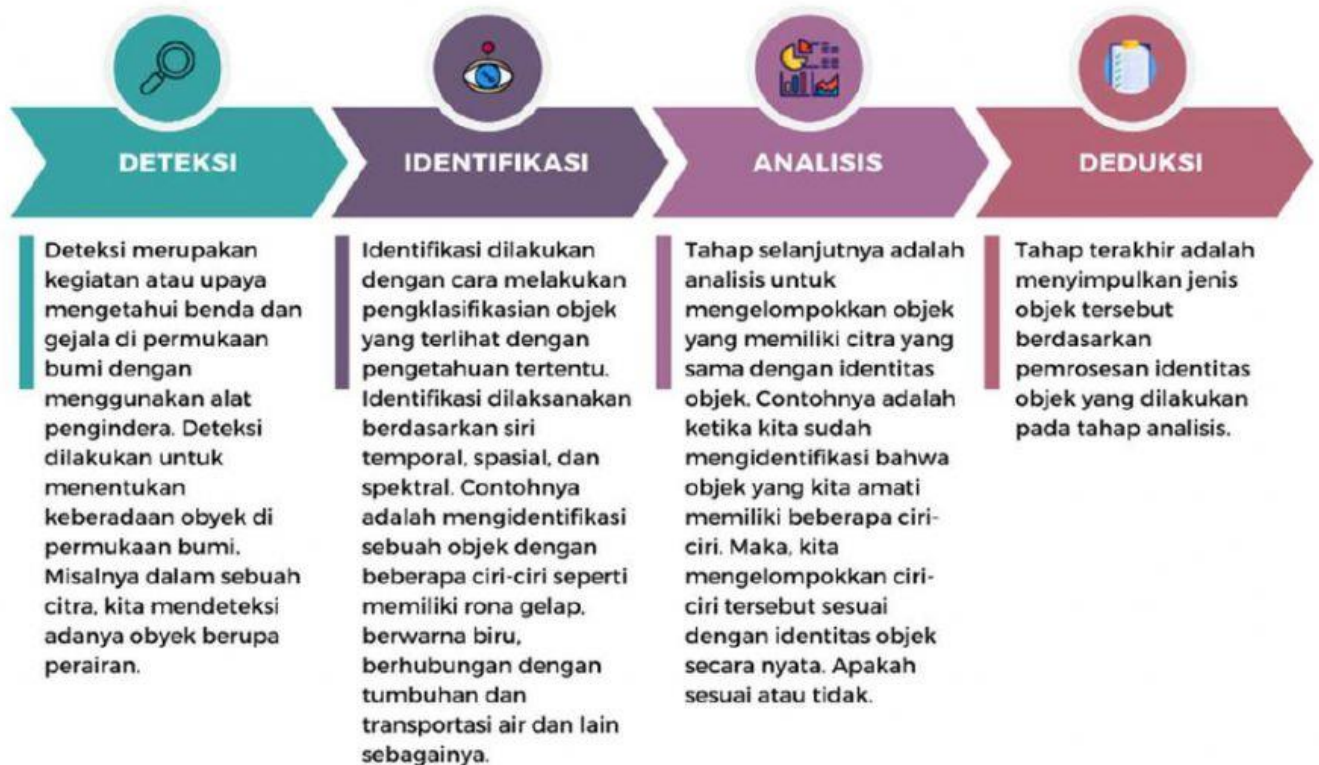 DETEKSI
IDENTIFIKASI
ANALISIS
DEDUKSI
Deteksi merupakan
kegiatan atau upaya
mengetahui benda dan
gejala di permukaan
bumi dengan
menggunakan alat
pengindera. Deteksi
dilakukan untuk
menentukan
keberadaan obyek di
permukaan bumi.
Misalnya dalam sebuah
citra, kita mendeteksi
adanya obyek berupa
perairan.
Identifikasi dilakukan
dengan cara melakukan
pengklasifikasian objek
yang terlihat dengan
pengetahuan tertentu.
Identifikasi dilaksanakan
berdasarkan siri
temporal, spasial, dan
spektral. Contohnya
adalah mengidentifikasi
sebuah objek dengan
beberapa ciri-ciri seperti
memiliki rona gelap,
berwarna biru,
berhubungan dengan
tumbuhan dan
transportasi air dan lain
sebagainya.
Tahap selanjutnya adalah
analisis untuk
mengelompokkan objek
yang memiliki citra yang
sama dengan identitas
objek. Contohnya adalah
ketika kita sudah
mengidentifikasi bahwa
objek yang kita amati
memiliki beberapa ciri-
ciri. Maka, kita
mengelompokkan ciri-
ciri tersebut sesuai
dengan identitas objek
secara nyata. Apakah
sesuai atau tidak.
Tahap terakhir adalah
menyimpulkan jenis
objek tersebut
berdasarkan
pemrosesan identitas
objek yang dilakukan
pada tahap analisis.